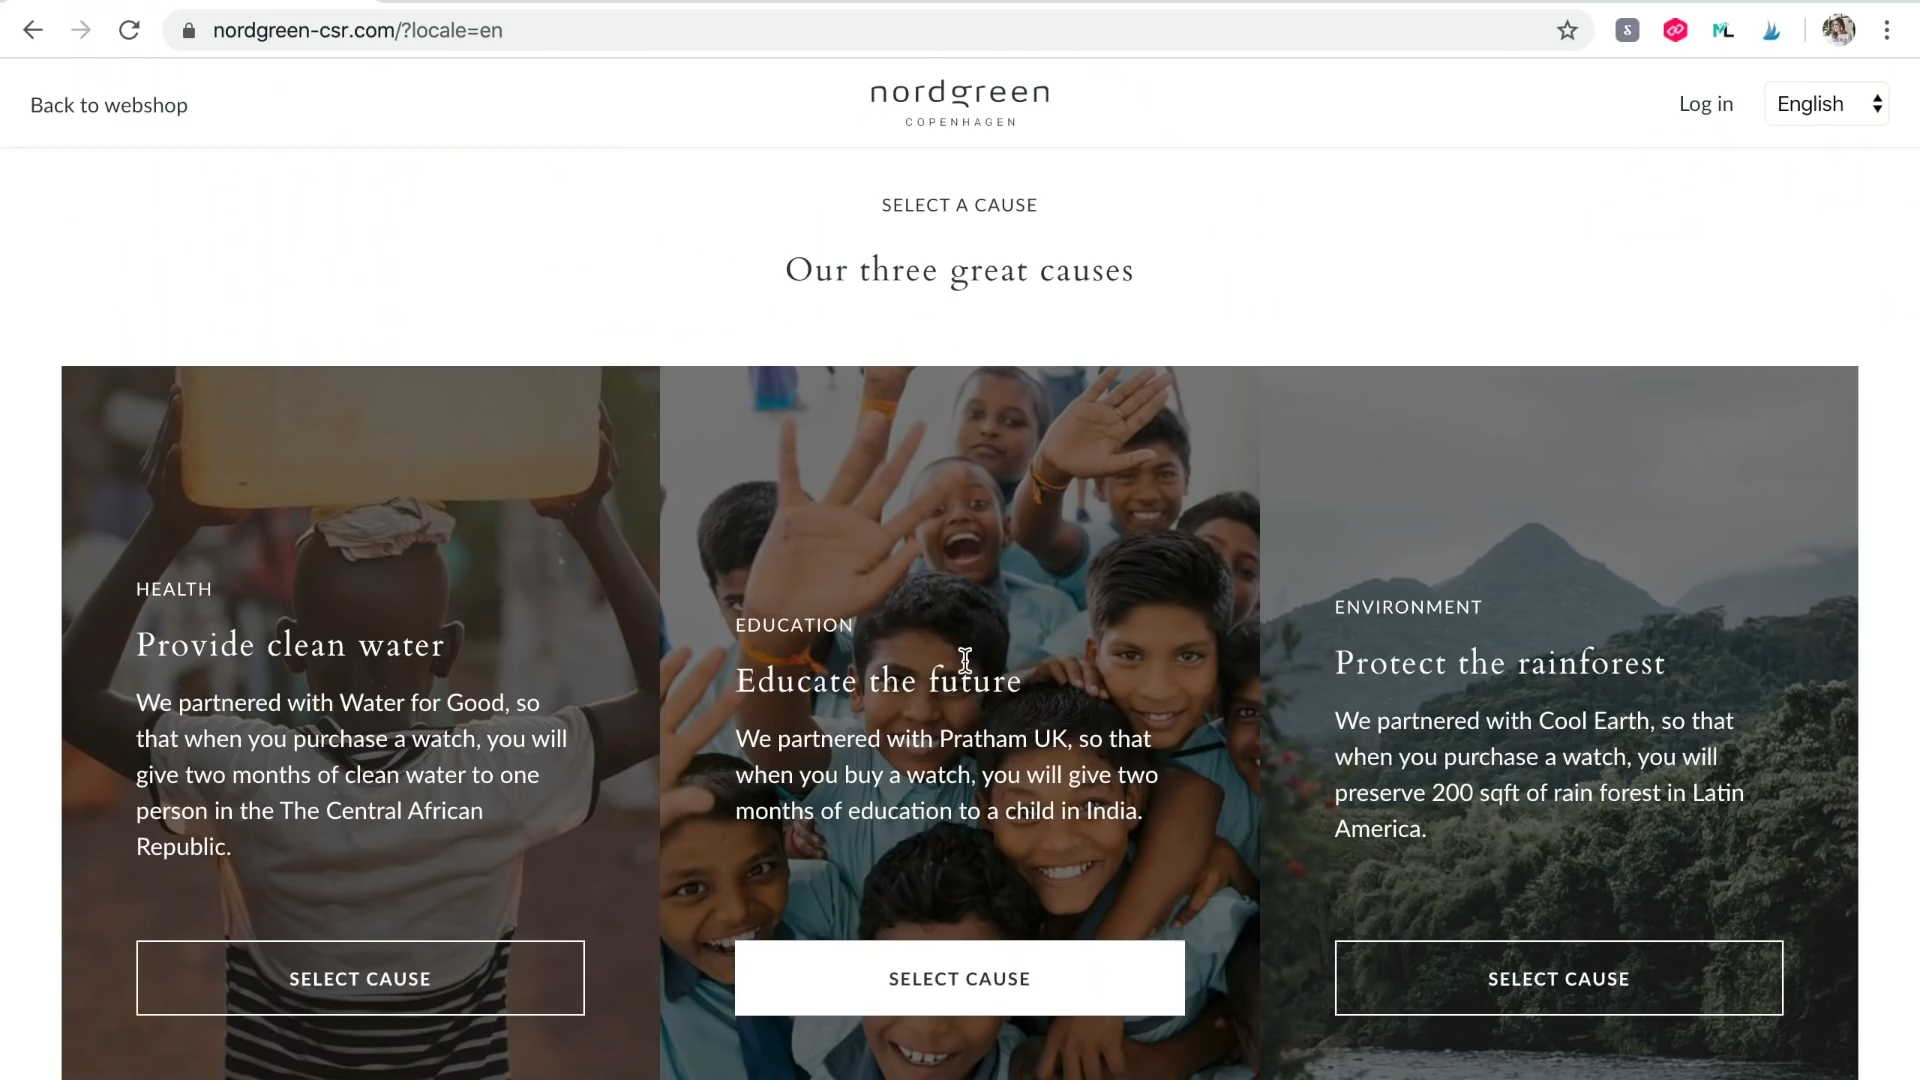 nordgreen-csr.com/?locale=en
Back to webshop
nordgreen
COPENHAGEN
Log in
English
SELECT A CAUSE
Our three great causes
HEALTH
Provide clean water
We partnered with Water for Good, so
that when you purchase a watch, you will
give two months of clean water to one
person in the The Central African
Republic.
SELECT CAUSE
EDUCATION
Educate the future
We partnered with Pratham UK, so that
when you buy a watch, you will give two
months of education to a child in India.
SELECT CAUSE
ENVIRONMENT
Protect the rainforest
We partnered with Cool Earth, so that
when you purchase a watch, you will
preserve 200 sqft of rain forest in Latin
America.
SELECT CAUSE